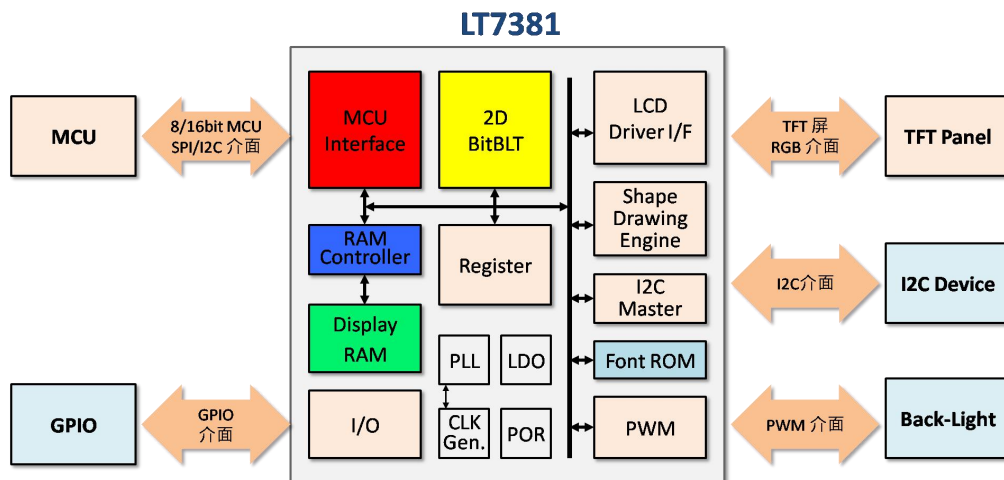 LT7381
MCU
8/16bit MCU
SPI/I2C 介面
MCU
Interface
2D
BitBLT
LCD
Driver I/F
TFT 屏
RGB 介面
TFT Panel
Shape
Drawing
Engine
RAM
Controller
Register
I2C
Master
I2C介面
I2C Device
Display
RAM
PLL
LDO
Font ROM
GPIO
GPIO
介面
I/O
CLK
Gen.
POR
PWM
PWM 介面
Back-Light